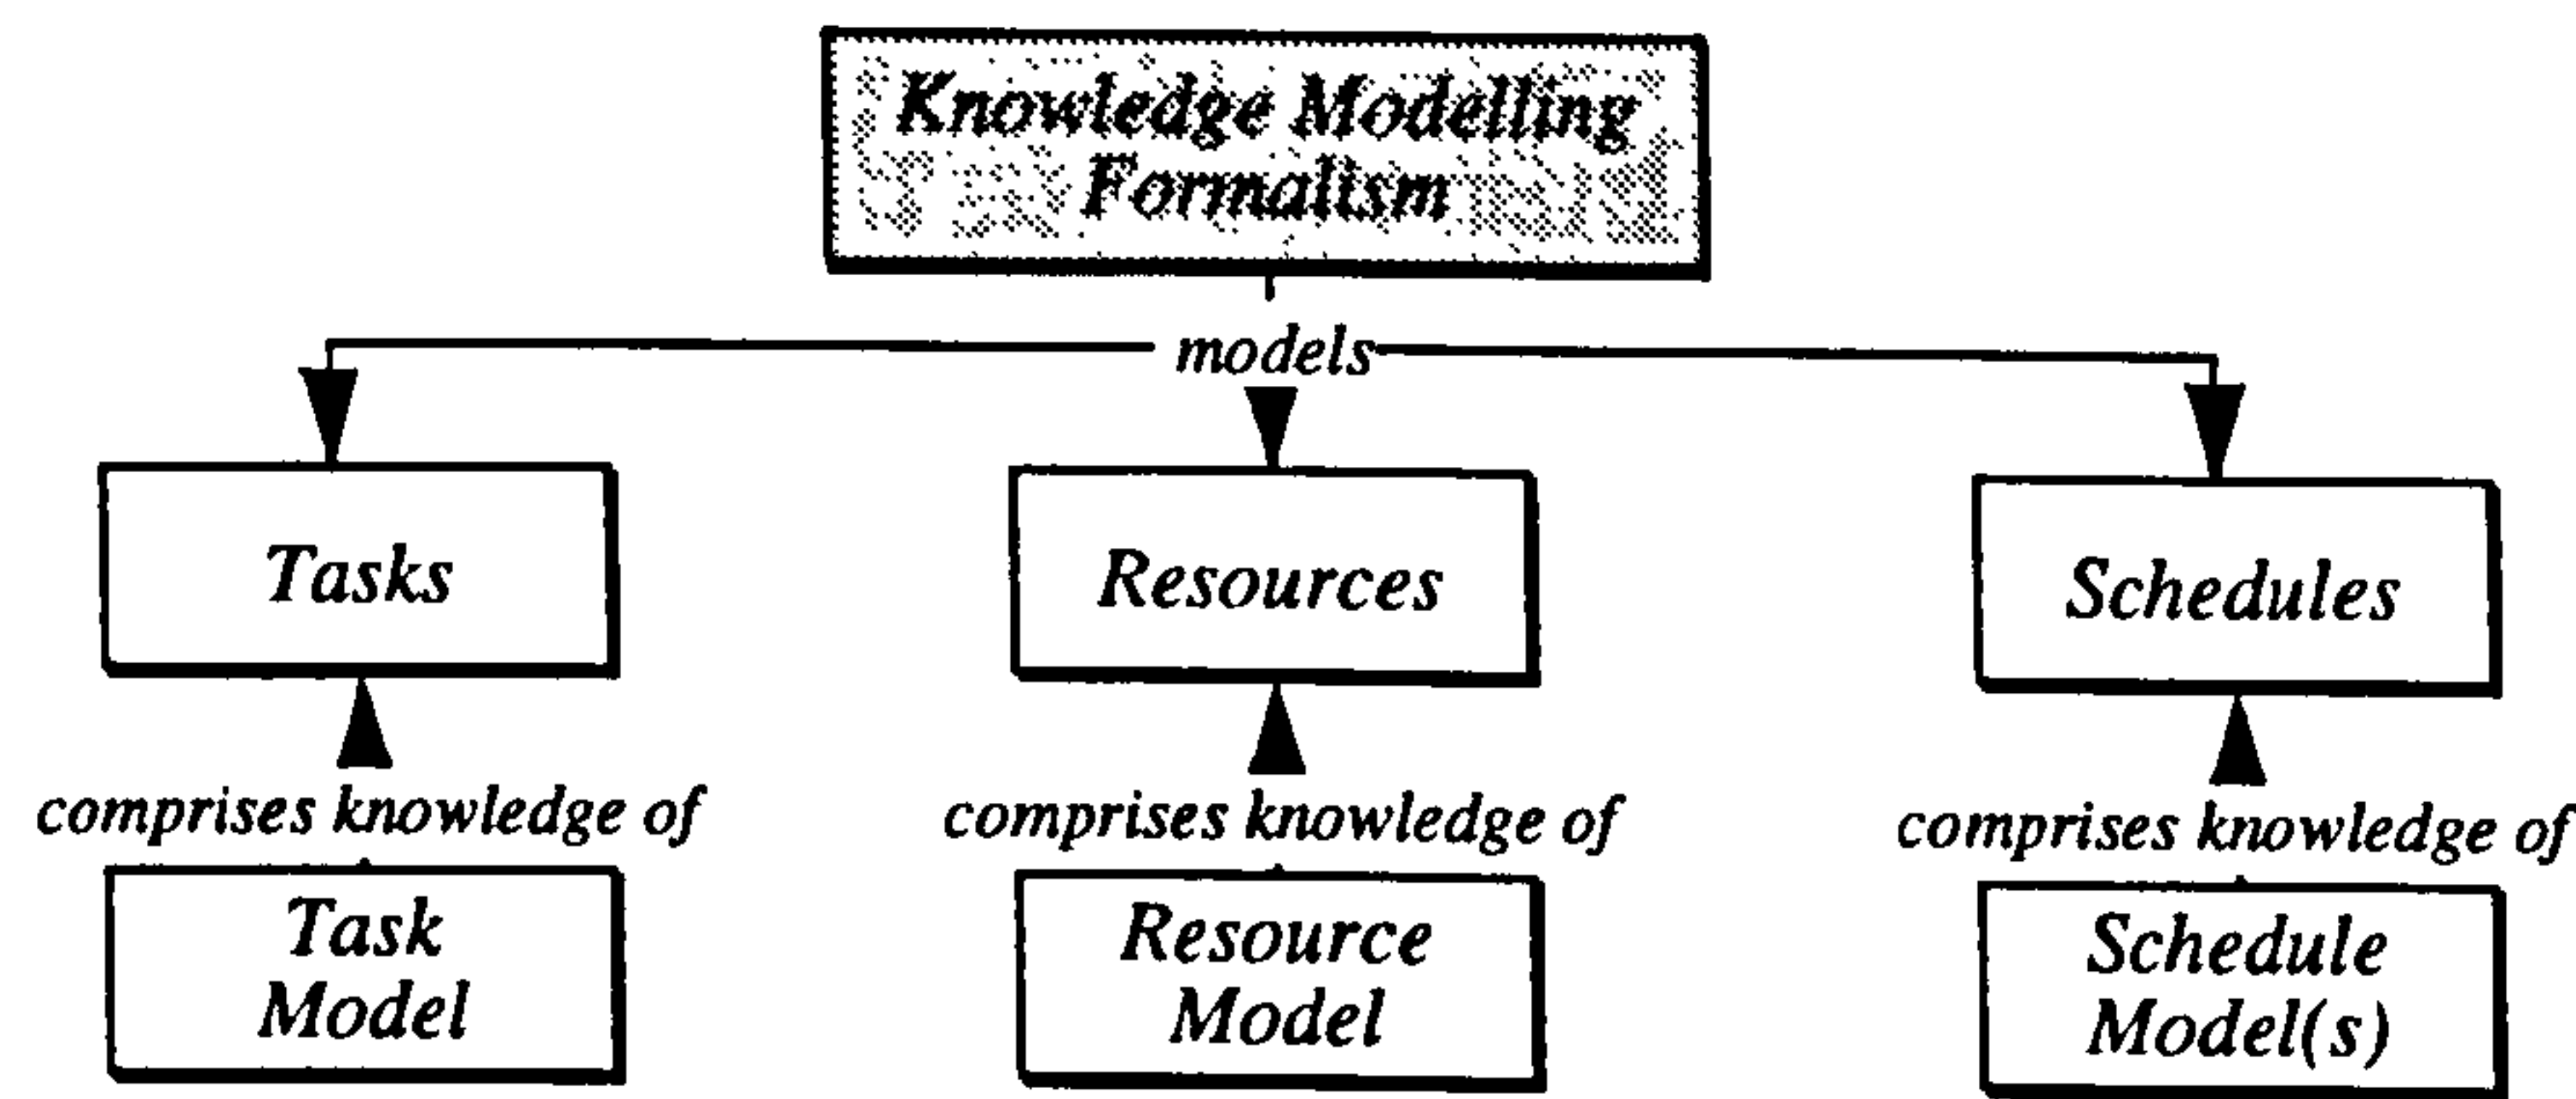 Knowledge Modelling
Formalism
models
Tasks
Resources
Schedules
comprises knowledge of
comprises knowledge of
comprises knowledge of
Task
Model
Resource
Model
Schedule
Model(s)